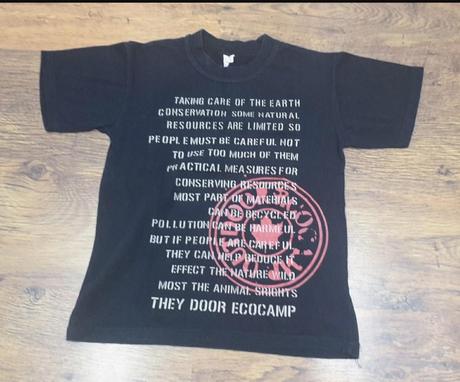 TAKING CARE OF THE EARTH
CONSERVATION SOME NATURAL
RESOURCES ARE LIMITED SO
PEOPLE MUST BE CAREFUL NOT
TO USE TOO MUCH OF THEM
PRACTICAL MEASURES FOR
CONSERVING RESOURCES
MOST PART OF MATERIALS
CAN BE RECYCLED
POLLUTION CAN BE HARMFUL
BUT IF PEOPLE ARE CAREFUL
THEY CAN HELP REDUCE IT
EFFECT THE NATURE WILD
MOST THE ANIMAL SRIGHTS
THEY DOOR ECOCAMP